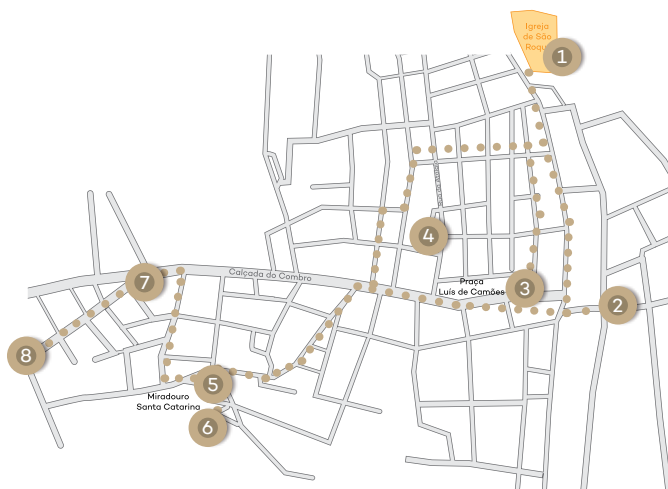 Igreja
de São
Roque
1
4
Calçada do Combro
7
Praça
Luís de Camões
3
2
8
5
Miradouro
Santa Catarina
6